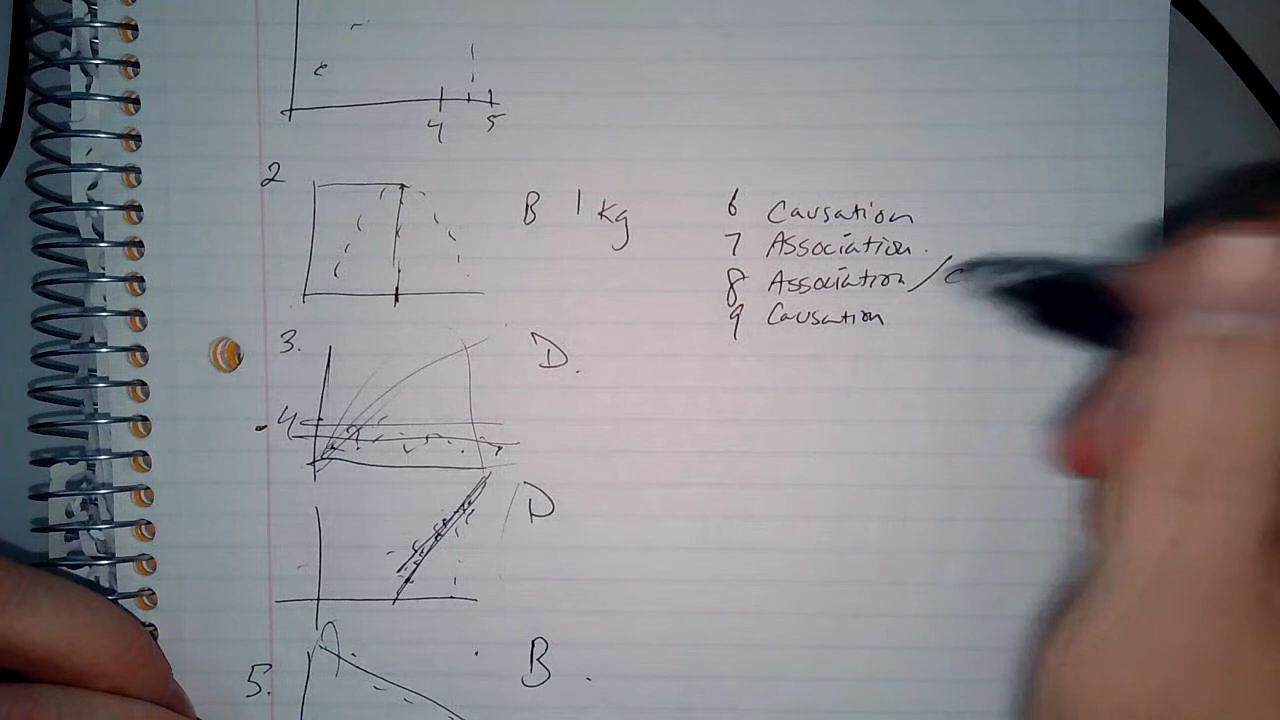 4 5
2
B 1 kg
3.
4
D.
D
5.
B.
6 Causation
7 Association.
8 Association/
9 Causation